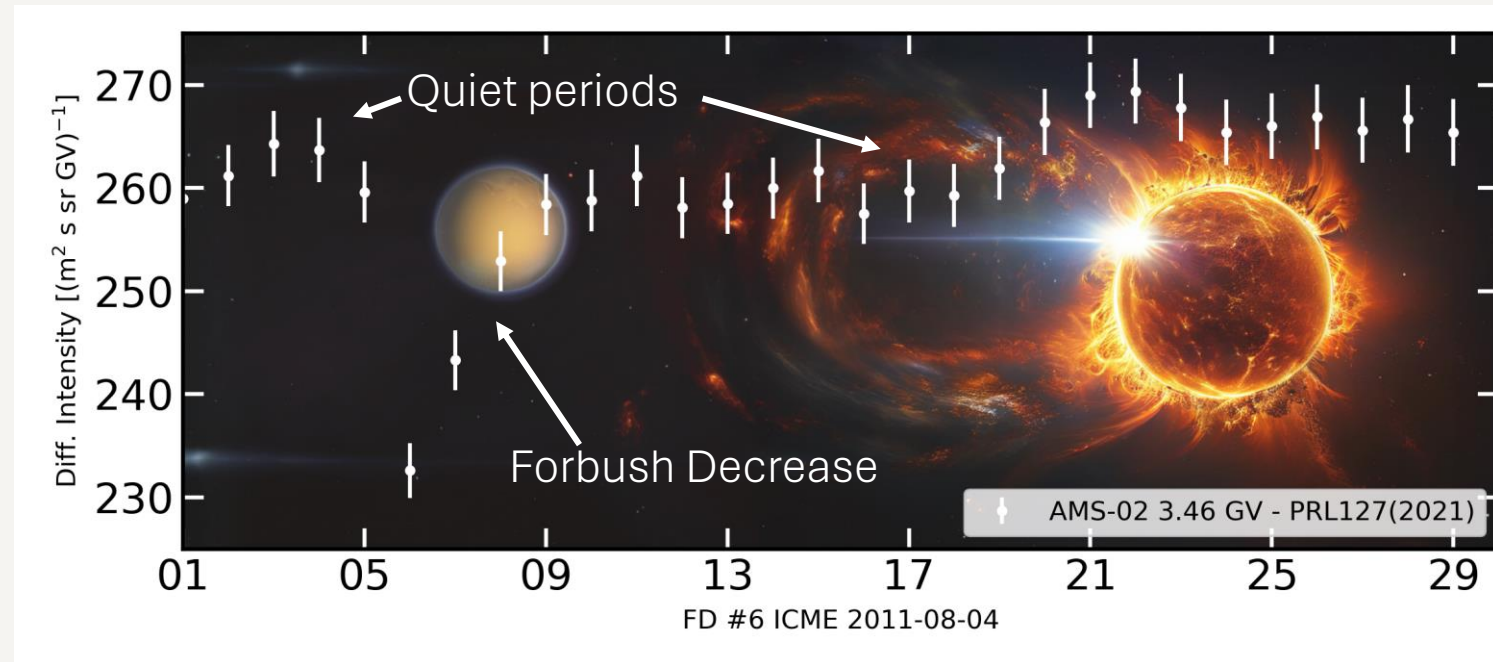 Diff. Intensity [(m² s sr GV)⁻¹]
270
260
250
240
230
Quiet periods
Forbush Decrease
AMS-02 3.46 GV - PRL127(2021)
01 05 09 13 17 21 25 29
FD #6 ICME 2011-08-04